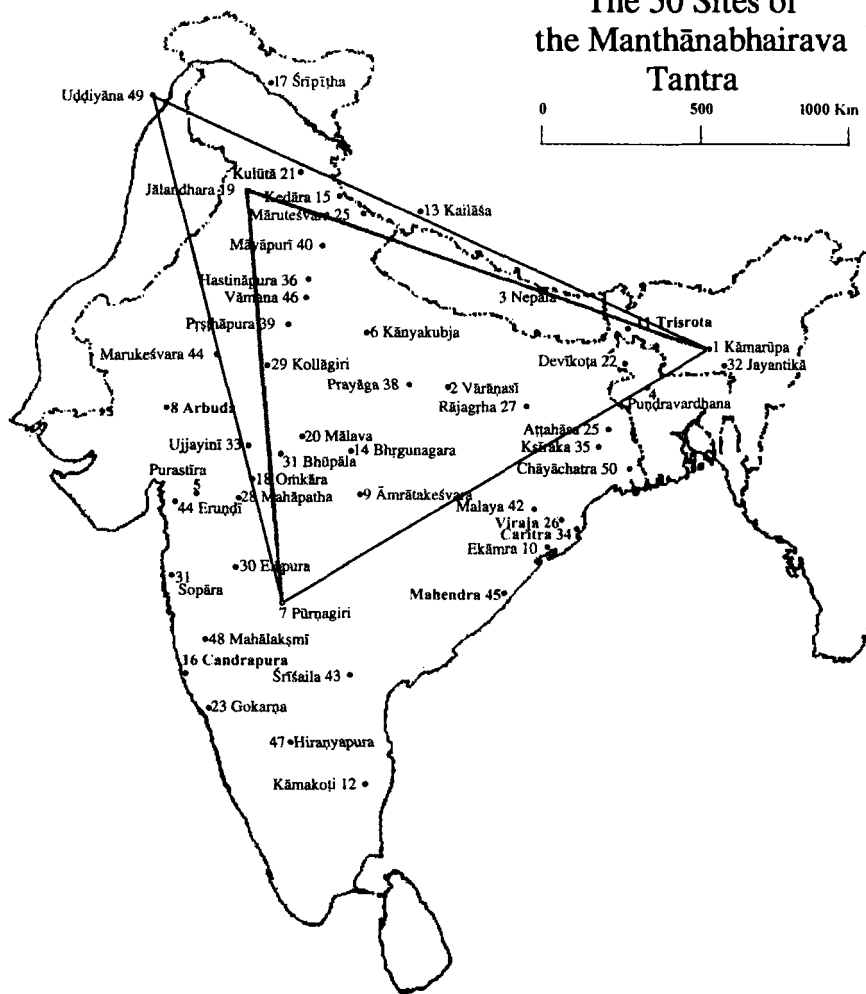 The 50 Sites of
the Manthānabhairava
Tantra
0 500 1000 Km
17 Śrīpīṭha
Uḍḍiyāna 49
Kulūtā 21
Jālandhara 19
Kedāra 15
Māruteśvara 25
13 Kailāśa
Māyāpurī 40
Hastināpura 36
Vāmana 46
3 Nepāla
Pṛṣṭhāpura 39
6 Kānyakubja
11 Trisrota
1 Kāmarūpa
Marukeśvara 44
29 Kollāgiri
Devīkoṭa 22
32 Jayantikā
Prayāga 38
2 Vārāṇasī
4
Puṇḍravardhana
8 Arbuda
Rājagṛha 27
Aṭṭahāsa 25
20 Mālava
Ujjayinī 33
14 Bhṛgunagara
Kṣīraka 35
31 Bhūpāla
Chāyāchatra 50
Purastīra
5
18 Oṃkāra
44 Eruṇḍī
28 Mahāpatha
9 Āmrātakeśvara
Malaya 42
Viraja 26
Caritra 34
Ekāmra 10
30 Elāpura
31
Sopāra
Mahendra 45
7 Pūrṇagiri
48 Mahālakṣmī
16 Candrapura
Śrīśaila 43
23 Gokarṇa
47 Hiraṇyapura
Kāmakoṭi 12